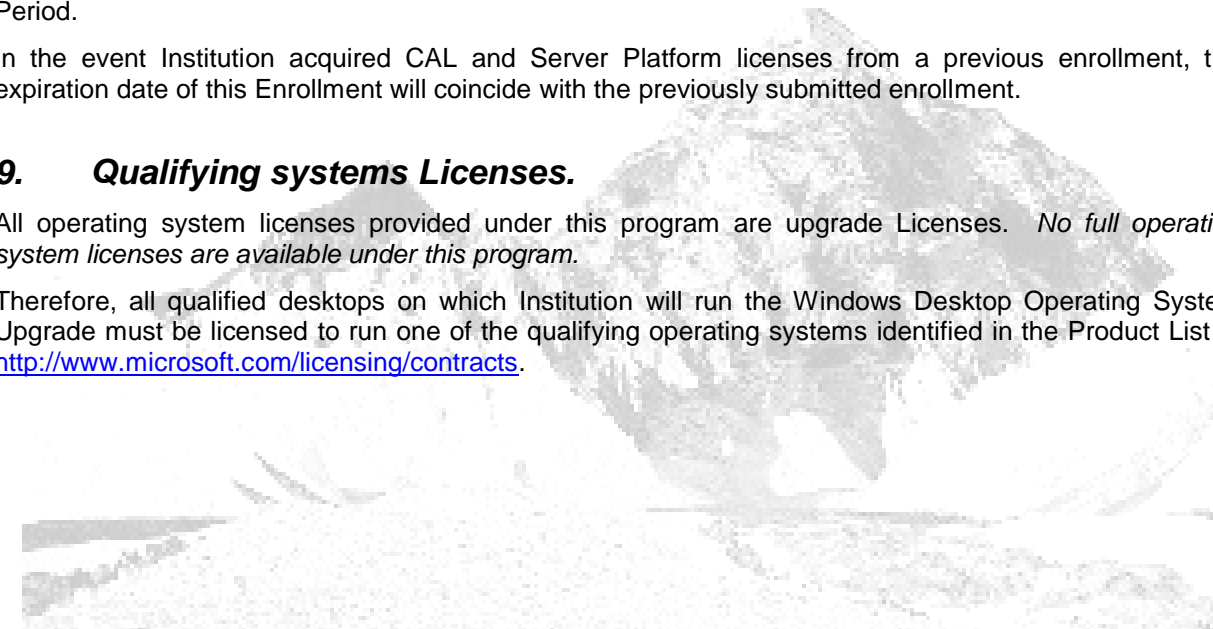 Period.
In the event Institution acquired CAL and Server Platform licenses from a previous enrollment, t
expiration date of this Enrollment will coincide with the previously submitted enrollment.
9. Qualifying systems Licenses.
All operating system licenses provided under this program are upgrade Licenses. No full operati
system licenses are available under this program.
Therefore, all qualified desktops on which Institution will run the Windows Desktop Operating Syste
Upgrade must be licensed to run one of the qualifying operating systems identified in the Product List
http://www.microsoft.com/licensing/contracts.